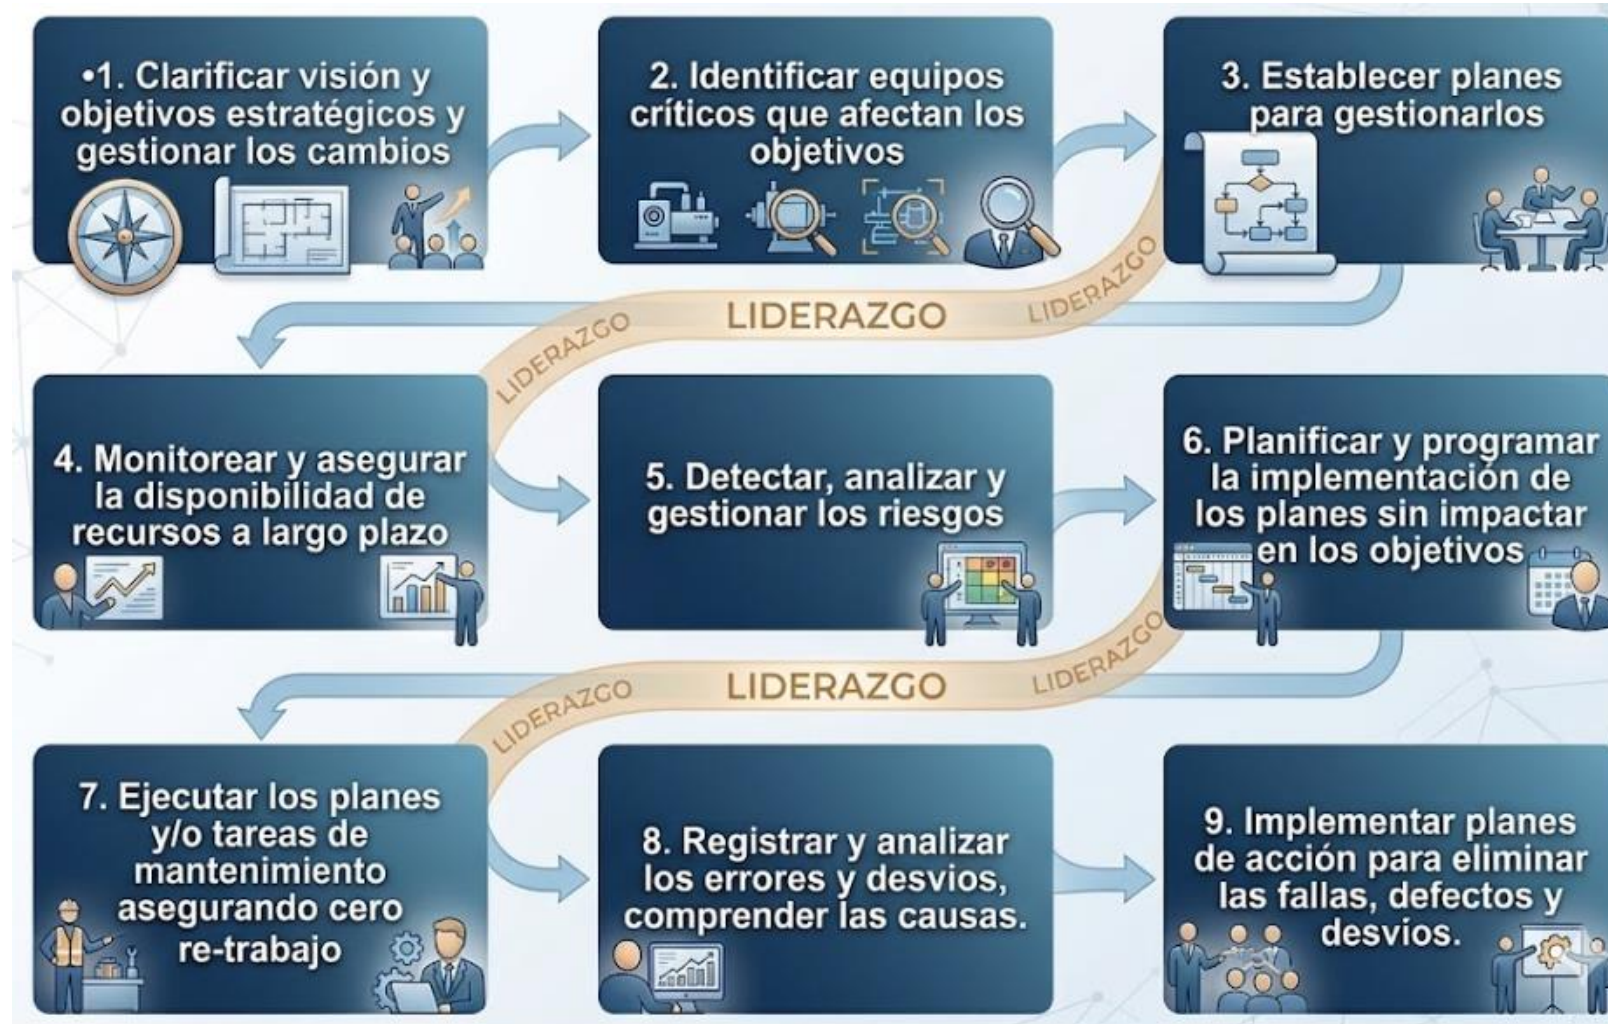 •1. Clarificar visión y
objetivos estratégicos y
gestionar los cambios
2. Identificar equipos
críticos que afectan los
objetivos
3. Establecer planes
para gestionarlos
LIDERAZGO
LIDERAZGO
LIDERAZGO
4. Monitorear y asegurar
la disponibilidad de
recursos a largo plazo
5. Detectar, analizar y
gestionar los riesgos
6. Planificar y programar
la implementación de
los planes sin impactar
en los objetivos
LIDERAZGO
LIDERAZGO
LIDERAZGO
7. Ejecutar los planes
y/o tareas de
mantenimiento
asegurando cero
re-trabajo
8. Registrar y analizar
los errores y desvios,
comprender las causas.
9. Implementar planes
de acción para eliminar
las fallas, defectos y
desvios.